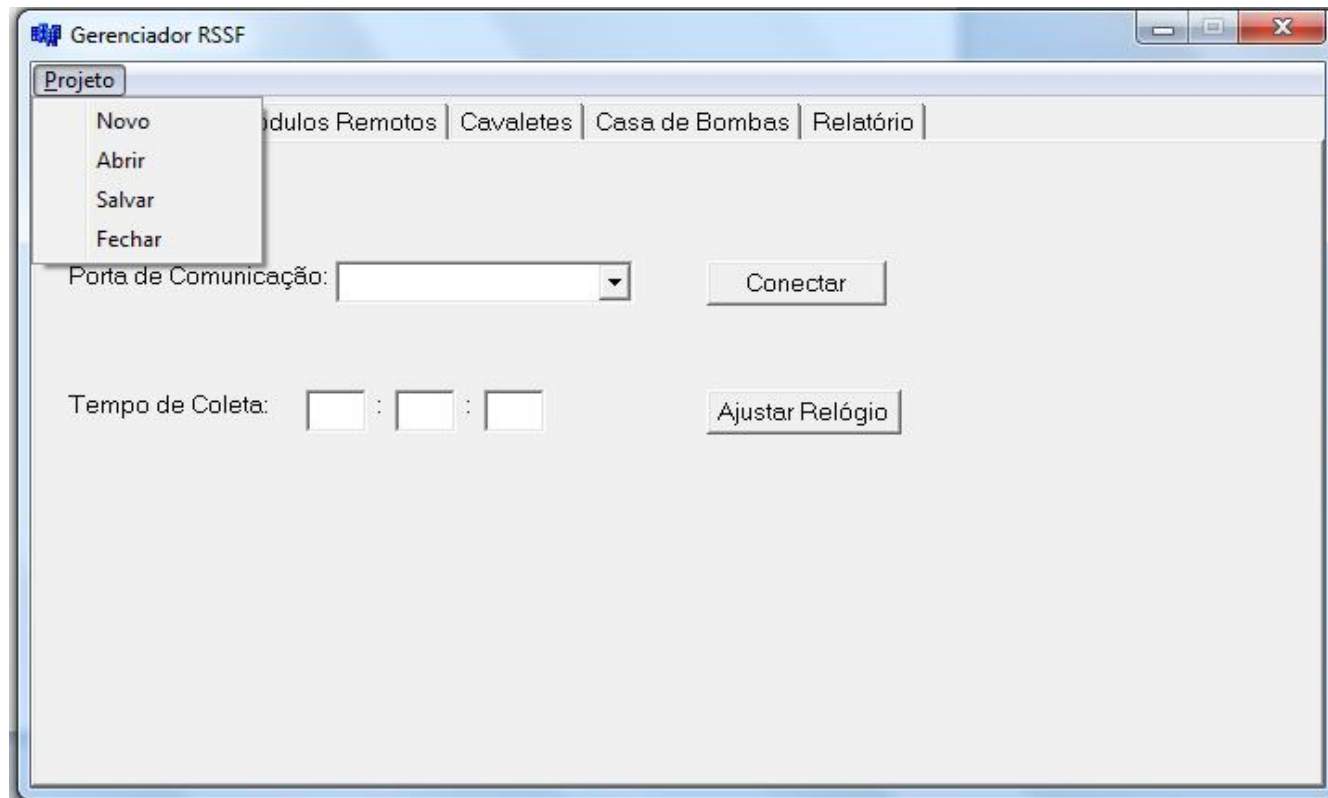 Gerenciador RSSF
Projeto
Novo
Abrir
Salvar
Fechar
Remotos Cavaletes Casa de Bombas Relatório
Porta de Comunicação: Conectar
Tempo de Coleta: : : Ajustar Relógio